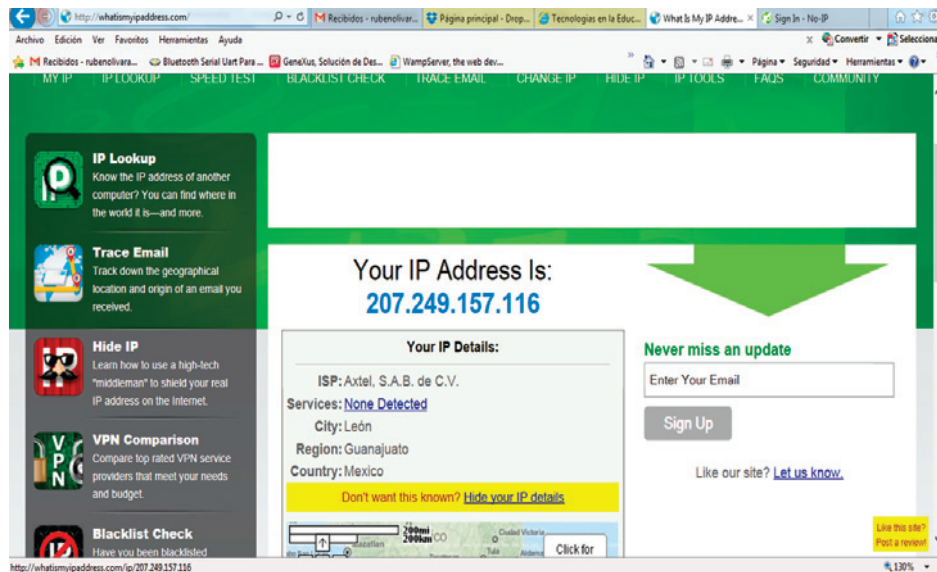 http://whatismyipaddress.com/
Recibidos - rubenolivar... Página principal - Drop... Tecnologias en la Educ... What Is My IP Addre... × Sign In - No-IP
Archivo Edición Ver Favoritos Herramientas Ayuda
x Convertir Selecciona
Recibidos - rubenolivara... Bluetooth Serial Uart Para ... GeneXus, Solución de Des... WampServer, the web dev... » Página Seguridad Herramientas
MY IP IP LOOKUP SPEED TEST BLACKLIST CHECK TRACE EMAIL CHANGE IP HIDE IP IP TOOLS FAQS COMMUNITY
IP Lookup
Know the IP address of another
computer? You can find where in
the world it is—and more.
Trace Email
Track down the geographical
location and origin of an email you
received.
Hide IP
Learn how to use a high-tech
"middleman" to shield your real
IP address on the Internet.
VPN
VPN Comparison
Compare top rated VPN service
providers that meet your needs
and budget.
Blacklist Check
Have you been blacklisted
Your IP Address Is:
207.249.157.116
Your IP Details:
ISP: Axtel, S.A.B. de C.V.
Services: None Detected
City: León
Region: Guanajuato
Country: Mexico
Don't want this known? Hide your IP details
200mi
200km
Ciudad Victoria
Click for
Never miss an update
Enter Your Email
Sign Up
Like our site? Let us know.
Like this site?
Post a review!
http://whatismyipaddress.com/ip/207.249.157.116
130%